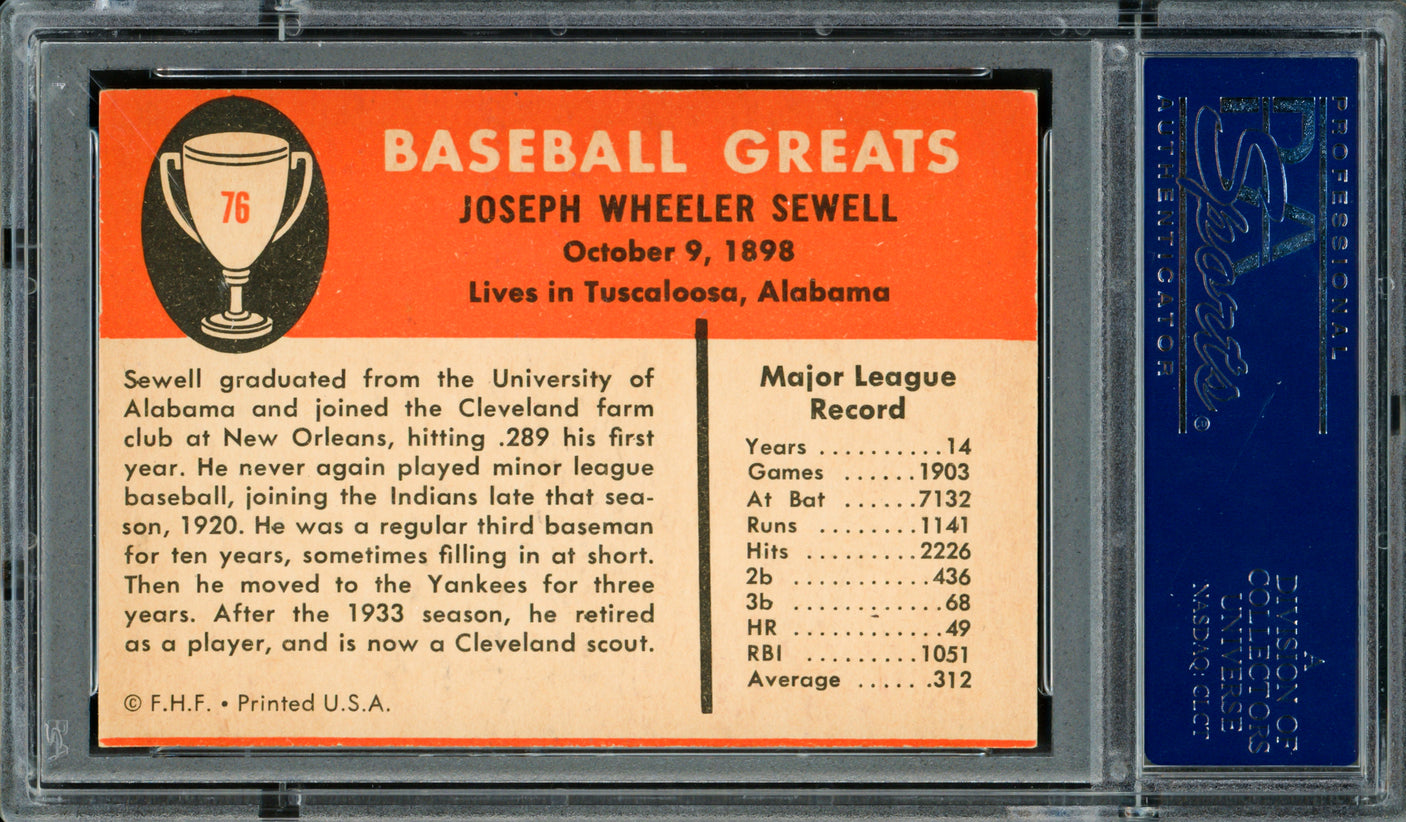 76
BASEBALL GREATS
JOSEPH WHEELER SEWELL
October 9, 1898
Lives in Tuscaloosa, Alabama
Sewell graduated from the University of
Alabama and joined the Cleveland farm
club at New Orleans, hitting .289 his first
year. He never again played minor league
baseball, joining the Indians late that sea-
son, 1920. He was a regular third baseman
for ten years, sometimes filling in at short.
Then he moved to the Yankees for three
years. After the 1933 season, he retired
as a player, and is now a Cleveland scout.
© F.H.F. • Printed U.S.A.
Major League
Record
Years ..........14
Games ......1903
At Bat ......7132
Runs ........1141
Hits .........2226
2b ...........436
3b ............68
HR ............49
RBI .........1051
Average .......312
PROFESSIONAL
PSA
Sports®
AUTHENTICATOR
A
DIVISION OF
COLLECTORS
UNIVERSE
NASDAQ: CLCT
PSA